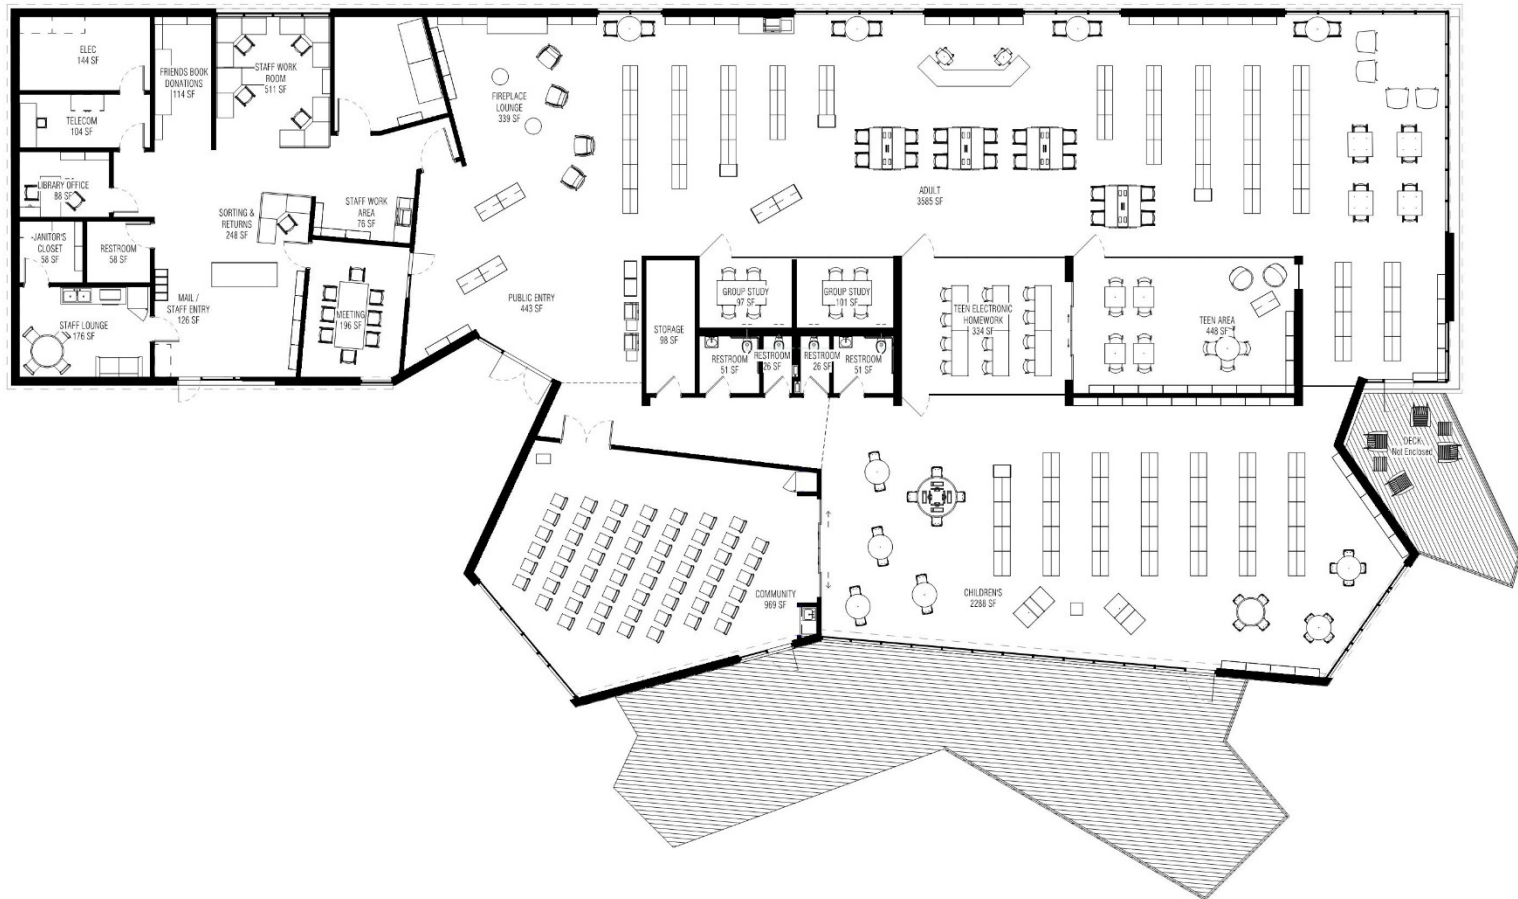 ELEC
144 SF
FRIENDS BOOK
DONATIONS
114 SF
STAFF WORK
ROOM
511 SF
TELECOM
104 SF
LIBRARY OFFICE
88 SF
JANITOR'S
CLOSET
58 SF
RESTROOM
58 SF
SORTING &
RETURNS
248 SF
STAFF WORK
AREA
76 SF
MAIL /
STAFF ENTRY
126 SF
STAFF LOUNGE
176 SF
MEETING
196 SF
FIREPLACE
LOUNGE
339 SF
PUBLIC ENTRY
443 SF
ADULT
3585 SF
STORAGE
98 SF
GROUP STUDY
97 SF
GROUP STUDY
101 SF
RESTROOM
51 SF
RESTROOM
26 SF
RESTROOM
26 SF
RESTROOM
51 SF
TEEN ELECTRONIC
HOMEWORK
334 SF
TEEN AREA
448 SF
DECK
Not Enclosed
COMMUNITY
969 SF
CHILDREN'S
2288 SF